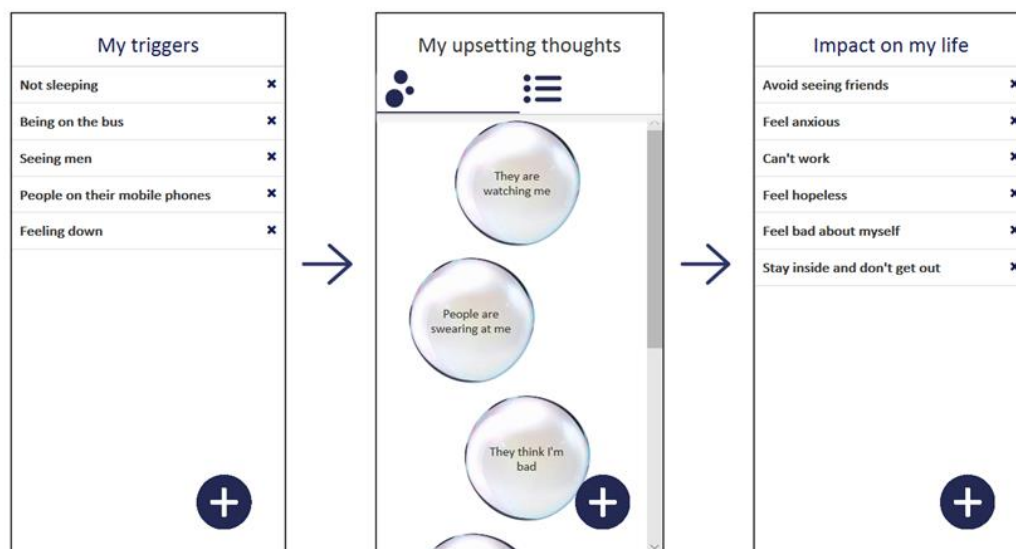 My triggers
Not sleeping
Being on the bus
Seeing men
People on their mobile phones
Feeling down
My upsetting thoughts
They are
watching me
People are
swearing at me
They think I'm
bad
Impact on my life
Avoid seeing friends
Feel anxious
Can't work
Feel hopeless
Feel bad about myself
Stay inside and don't get out